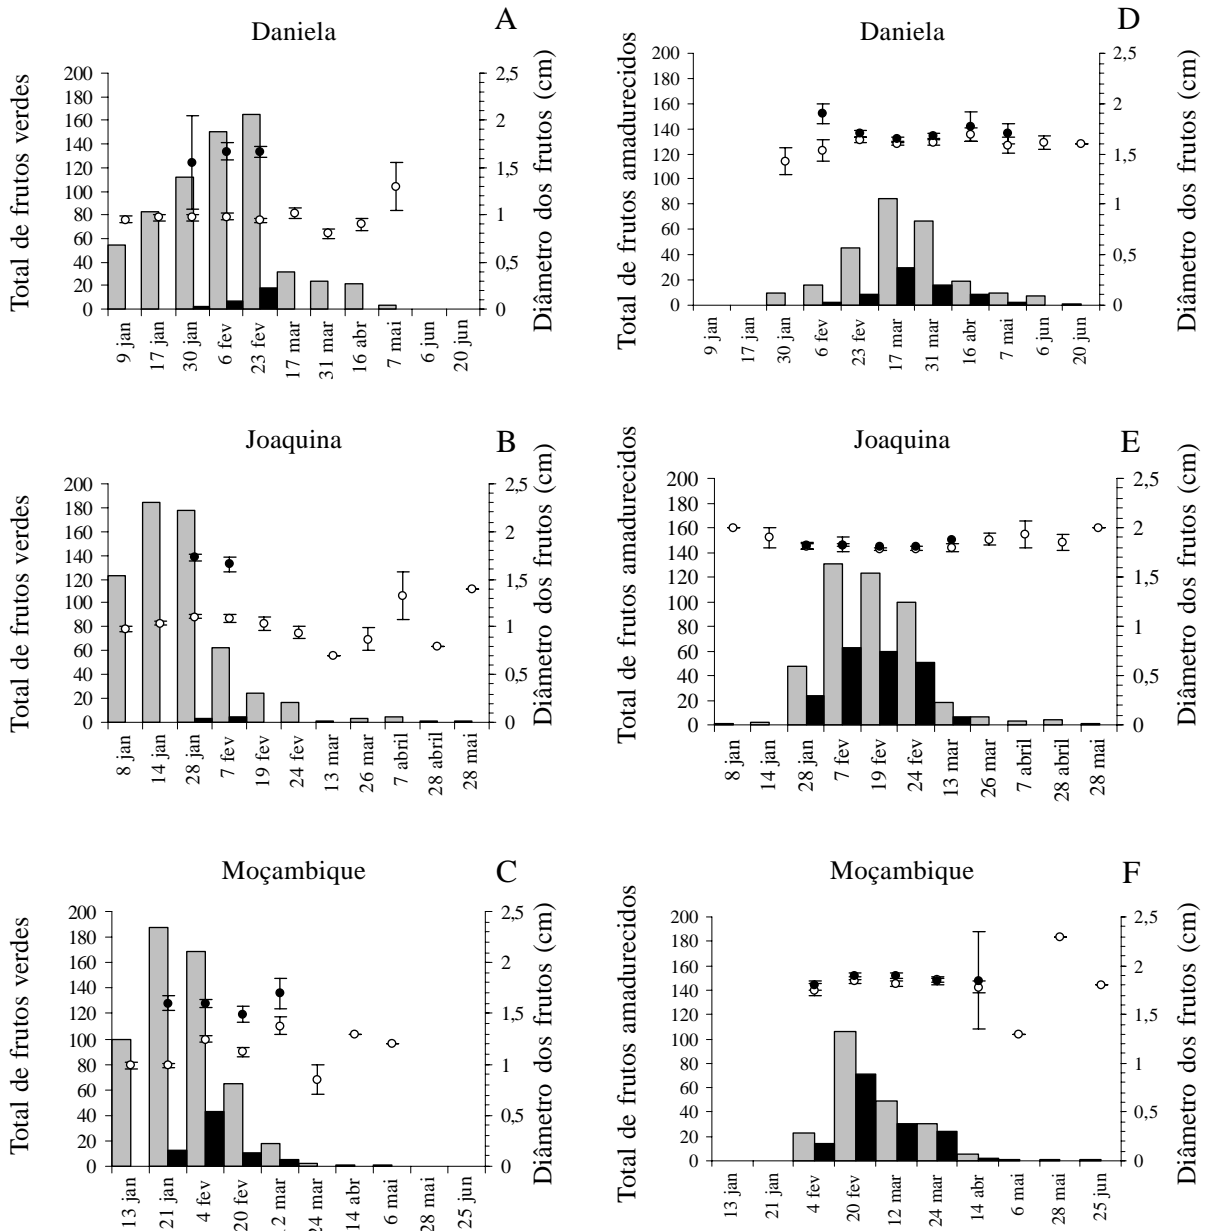 A
Daniela
Total de frutos verdes
200
180
160
140
120
100
80
60
40
20
0
2,5
2
1,5
1
0,5
0
Diâmetro dos frutos (cm)
9 jan
17 jan
30 jan
6 fev
23 fev
17 mar
31 mar
16 abr
7 mai
6 jun
20 jun
D
Daniela
Total de frutos amadurecidos
200
180
160
140
120
100
80
60
40
20
0
2,5
2
1,5
1
0,5
0
Diâmetro dos frutos (cm)
9 jan
17 jan
30 jan
6 fev
23 fev
17 mar
31 mar
16 abr
7 mai
6 jun
20 jun
B
Joaquina
Total de frutos verdes
200
180
160
140
120
100
80
60
40
20
0
2,5
2
1,5
1
0,5
0
Diâmetro dos frutos (cm)
8 jan
14 jan
28 jan
7 fev
19 fev
24 fev
13 mar
26 mar
7 abril
28 abril
28 mai
E
Joaquina
Total de frutos amadurecidos
200
180
160
140
120
100
80
60
40
20
0
2,5
2
1,5
1
0,5
0
Diâmetro dos frutos (cm)
8 jan
14 jan
28 jan
7 fev
19 fev
24 fev
13 mar
26 mar
7 abril
28 abril
28 mai
C
Moçambique
Total de frutos verdes
200
180
160
140
120
100
80
60
40
20
0
2,5
2
1,5
1
0,5
0
Diâmetro dos frutos (cm)
13 jan
21 jan
4 fev
20 fev
12 mar
24 mar
14 abr
6 mai
28 mai
25 jun
F
Moçambique
Total de frutos amadurecidos
200
180
160
140
120
100
80
60
40
20
0
2,5
2
1,5
1
0,5
0
Diâmetro dos frutos (cm)
13 jan
21 jan
4 fev
20 fev
12 mar
24 mar
14 abr
6 mai
28 mai
25 jun